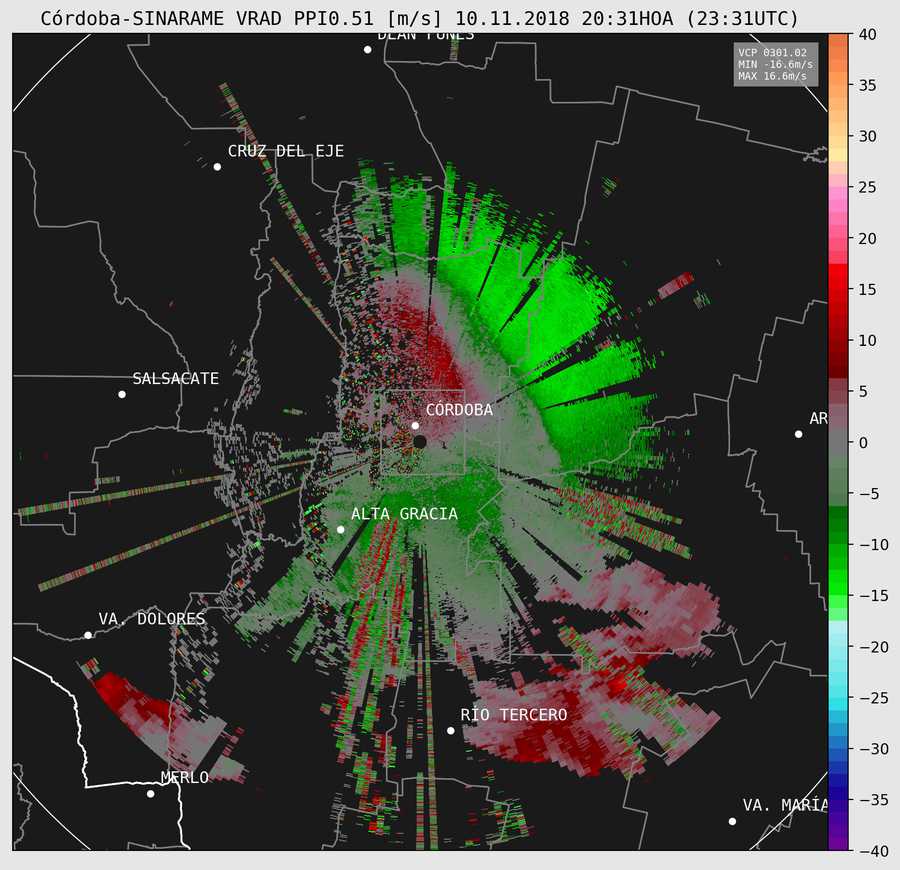 Córdoba-SINARAME VRAD PPI0.51 [m/s] 10.11.2018 20:31HOA (23:31UTC)
DEAN FUNES
VCP 0301.02
MIN -16.6m/s
MAX 16.6m/s
CRUZ DEL EJE
SALSACATE
CÓRDOBA
AR
ALTA GRACIA
VA. DOLORES
RÍO TERCERO
MERLO
VA. MARÍA
40
35
30
25
20
15
10
5
0
−5
−10
−15
−20
−25
−30
−35
−40